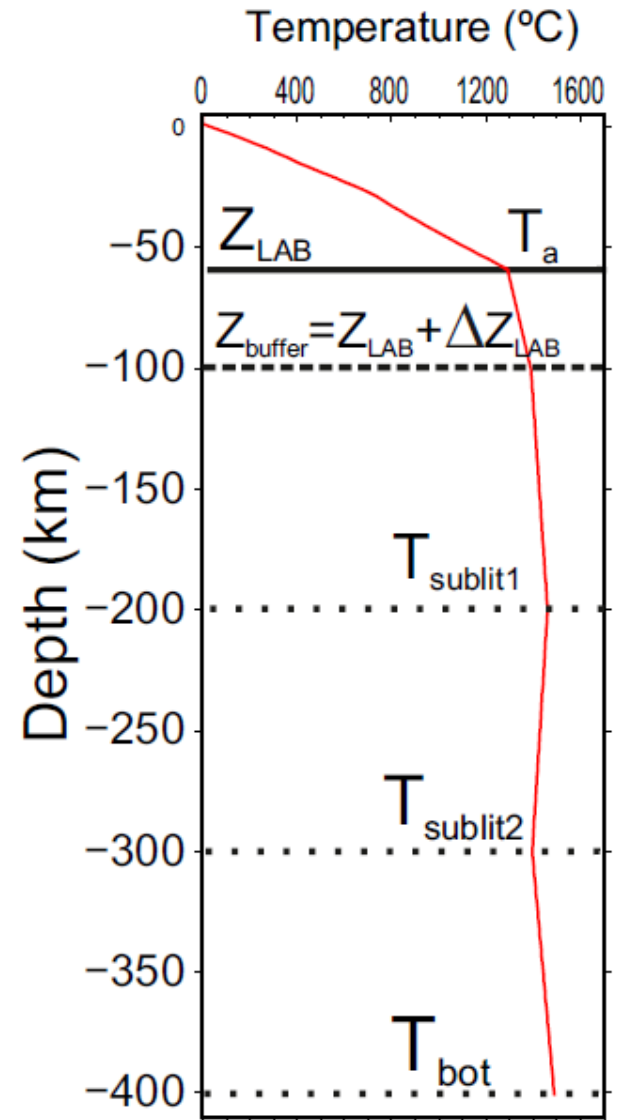 Temperature (ºC)
0 400 800 1200 1600
0
Z_LAB T_a
−50
Z_buffer=Z_LAB+ΔZ_LAB
−100
−150
T_sublit1
−200
−250
T_sublit2
−300
−350
T_bot
−400
Depth (km)